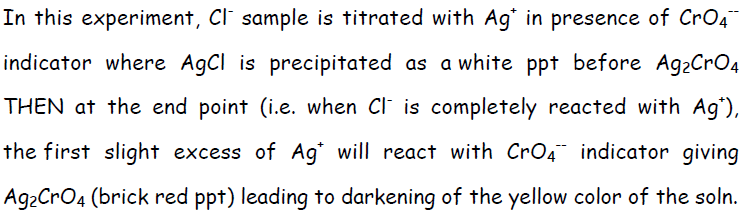 In this experiment, Cl⁻ sample is titrated with Ag⁺ in presence of CrO₄⁻⁻
indicator where AgCl is precipitated as a white ppt before Ag₂CrO₄
THEN at the end point (i.e. when Cl⁻ is completely reacted with Ag⁺),
the first slight excess of Ag⁺ will react with CrO₄⁻⁻ indicator giving
Ag₂CrO₄ (brick red ppt) leading to darkening of the yellow color of the soln.